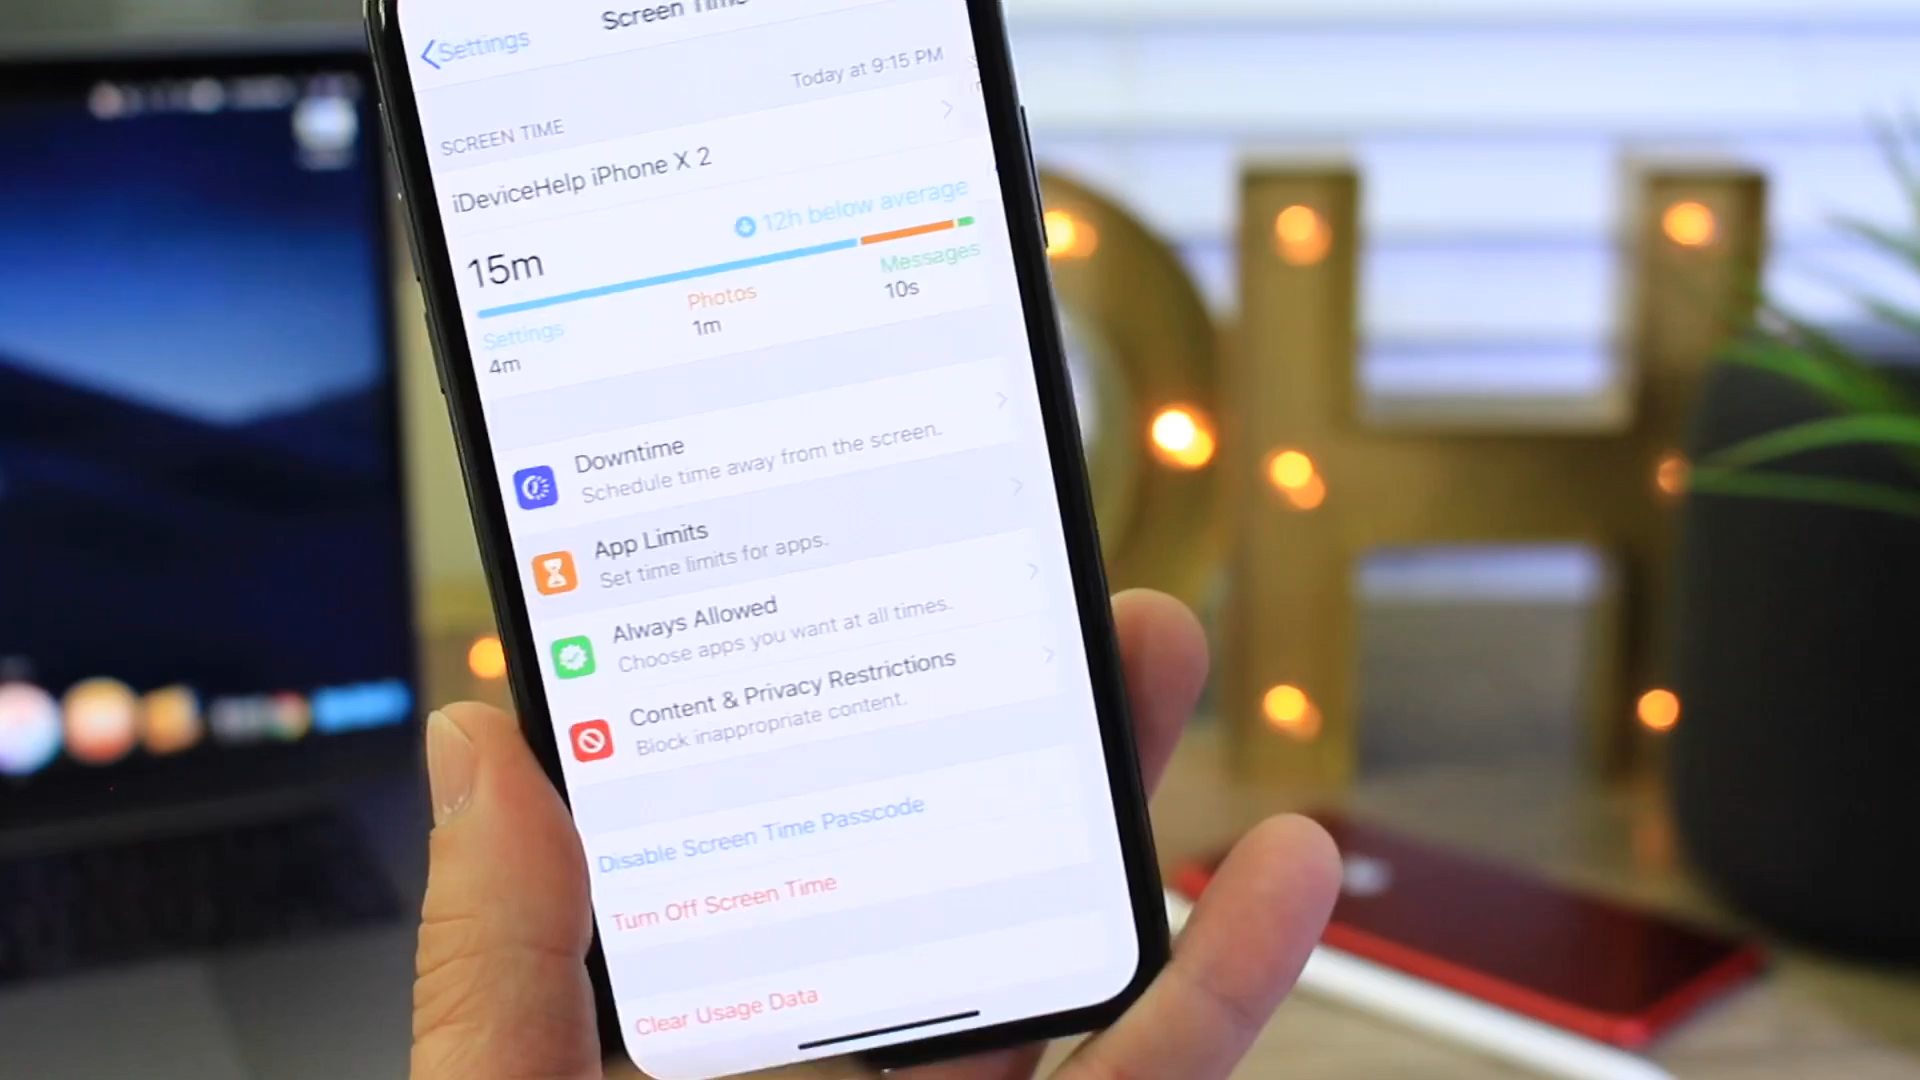 Settings
Screen Time
Today at 9:15 PM
SCREEN TIME
iDeviceHelp iPhone X 2
15m
12h below average
Settings
4m
Photos
1m
Messages
10s
Downtime
Schedule time away from the screen.
App Limits
Set time limits for apps.
Always Allowed
Choose apps you want at all times.
Content & Privacy Restrictions
Block inappropriate content.
Disable Screen Time Passcode
Turn Off Screen Time
Clear Usage Data